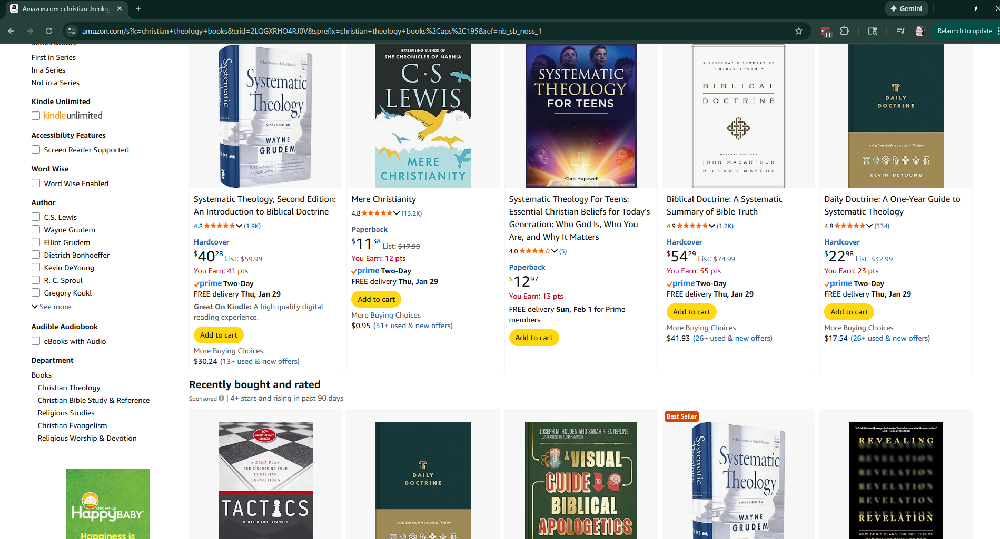 Amazon.com : christian theolog
Gemini
amazon.com/s?k=christian+theology+books&crid=2LQGXRHO4RJ0V&sprefix=christian+theology+books%2Caps%2C195&ref=nb_sb_noss_1
11
Relaunch to update
Series Status
First in Series
In a Series
Not in a Series
Kindle Unlimited
kindleunlimited
Accessibility Features
Screen Reader Supported
Word Wise
Word Wise Enabled
Author
C.S. Lewis
Wayne Grudem
Elliot Grudem
Dietrich Bonhoeffer
Kevin DeYoung
R. C. Sproul
Gregory Koukl
See more
Audible Audiobook
eBooks with Audio
Department
Books
Christian Theology
Christian Bible Study & Reference
Religious Studies
Christian Evangelism
Religious Worship & Devotion
ORGANICS
HappyBABY
Happiness is
An Introduction to Biblical Doctrine
Systematic
Theology
SECOND EDITION
WAYNE
GRUDEM
The Classic Bestseller,
Completely Updated
Systematic Theology, Second Edition:
An Introduction to Biblical Doctrine
4.8 (1.9K)
Hardcover
$4028 List: $59.99
You Earn: 41 pts
prime Two-Day
FREE delivery Thu, Jan 29
Great On Kindle: A high quality digital
reading experience.
Add to cart
More Buying Choices
$30.24 (13+ used & new offers)
BESTSELLING AUTHOR OF
THE CHRONICLES OF NARNIA
C·S
LEWIS
MERE
CHRISTIANITY
Mere Christianity
4.8 (13.2K)
Paperback
$1138 List: $17.99
You Earn: 12 pts
prime Two-Day
FREE delivery Thu, Jan 29
Add to cart
More Buying Choices
$0.95 (31+ used & new offers)
SYSTEMATIC
THEOLOGY
FOR TEENS
Chris Hopewell
Systematic Theology For Teens:
Essential Christian Beliefs for Today's
Generation: Who God Is, Who You
Are, and Why It Matters
4.0 (5)
Paperback
$1297
You Earn: 13 pts
FREE delivery Sun, Feb 1 for Prime
members
Add to cart
A SYSTEMATIC SUMMARY OF
· BIBLE TRUTH ·
BIBLICAL
DOCTRINE
GENERAL EDITORS
JOHN MACARTHUR
RICHARD MAYHUE
Biblical Doctrine: A Systematic
Summary of Bible Truth
4.9 (1.2K)
Hardcover
$5429 List: $74.99
You Earn: 55 pts
prime Two-Day
FREE delivery Thu, Jan 29
Add to cart
More Buying Choices
$41.93 (26+ used & new offers)
DAILY
DOCTRINE
A One-Year Guide to Systematic Theology
KEVIN DEYOUNG
Daily Doctrine: A One-Year Guide to
Systematic Theology
4.8 (334)
Hardcover
$2298 List: $32.99
You Earn: 23 pts
prime Two-Day
FREE delivery Thu, Jan 29
Add to cart
More Buying Choices
$17.54 (26+ used & new offers)
Recently bought and rated
Sponsored | 4+ stars and rising in past 90 days
10TH
ANNIVERSARY
EDITION
A GAME PLAN
FOR DISCUSSING YOUR
CHRISTIAN
CONVICTIONS
TACTICS
UPDATED AND EXPANDED
DAILY
DOCTRINE
A One-Year Guide to Systematic Theology
JOSEPH M. HOLDEN AND SARAH R. ENTERLINE
ILLUSTRATIONS BY TODD HAMPSON
A VISUAL
GUIDE TO
BIBLICAL
APOLOGETICS
Best Seller
An Introduction to Biblical Doctrine
Systematic
Theology
SECOND EDITION
WAYNE
GRUDEM
—DR. MARK HITCHCOCK
REVEALING
REVELATION
REVELATION
REVELATION
REVELATION
REVELATION
HOW GOD'S PLANS FOR THE FUTURE